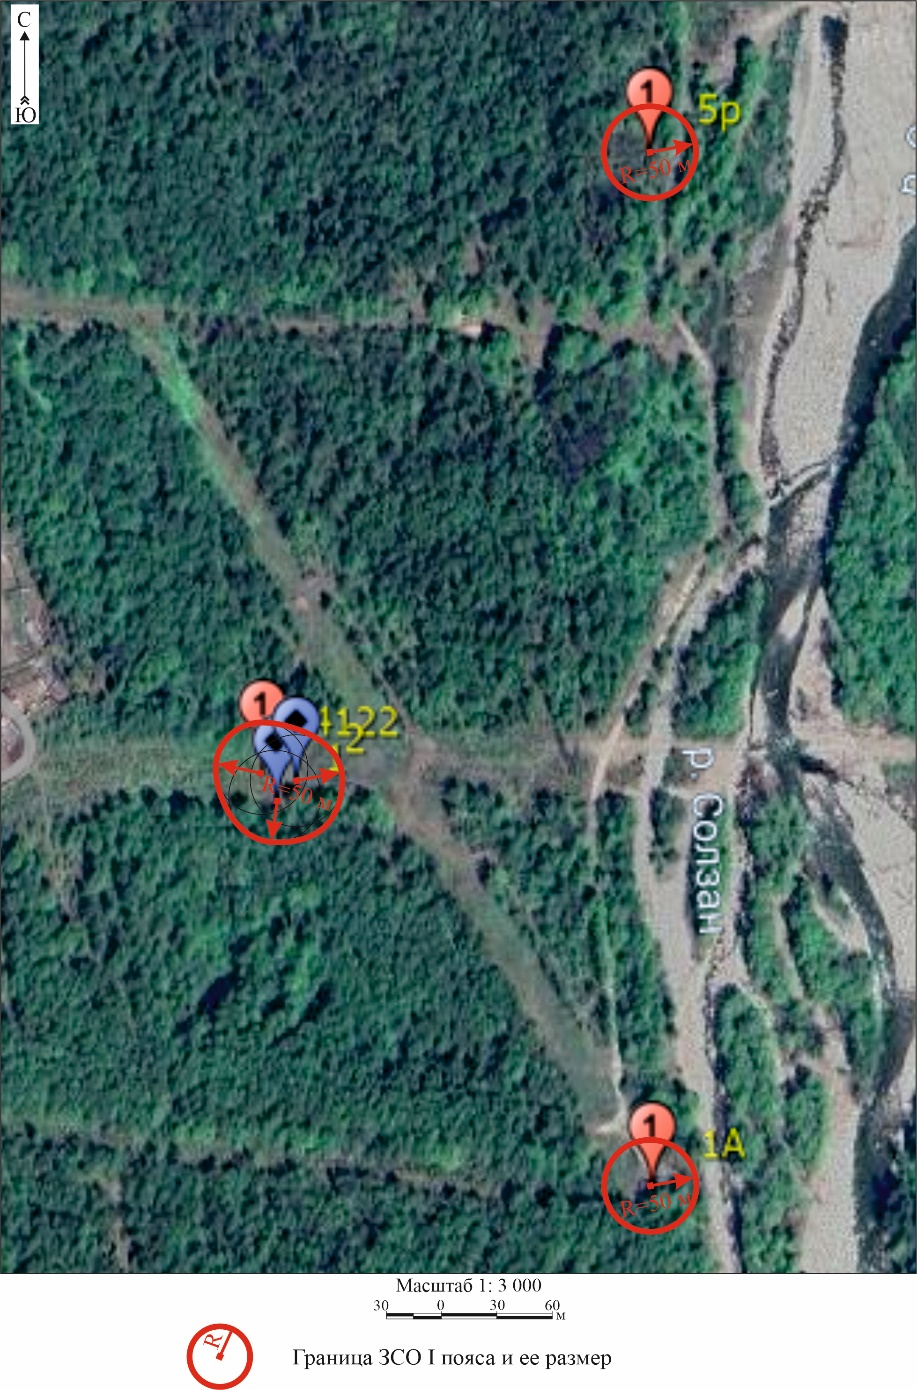 С
Ю
1
5р
R=50 м
1
4122
12
R=50 м
р. Солзан
1
1А
R=50 м
Масштаб 1: 3 000
30 0 30 60 м
R
Граница ЗСО I пояса и ее размер